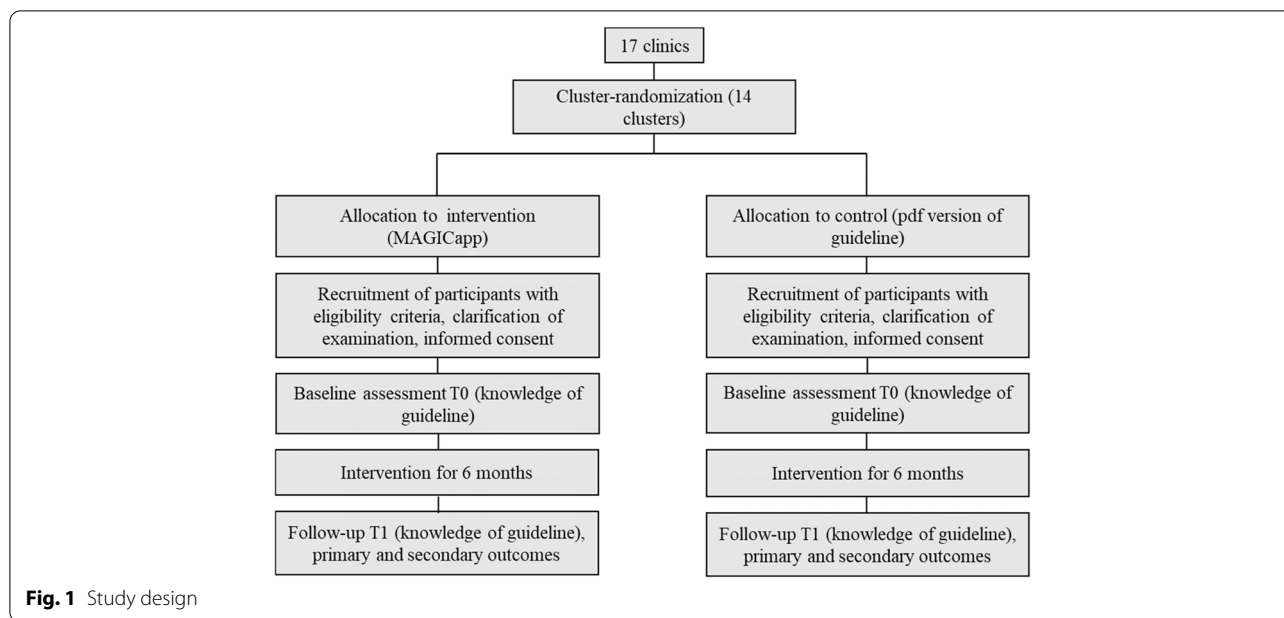 17 clinics
Cluster-randomization (14
clusters)
Allocation to intervention
(MAGICapp)
Recruitment of participants with
eligibility criteria, clarification of
examination, informed consent
Baseline assessment T0 (knowledge of
guideline)
Intervention for 6 months
Follow-up T1 (knowledge of guideline),
primary and secondary outcomes
Allocation to control (pdf version of
guideline)
Recruitment of participants with
eligibility criteria, clarification of
examination, informed consent
Baseline assessment T0 (knowledge of
guideline)
Intervention for 6 months
Follow-up T1 (knowledge of guideline),
primary and secondary outcomes
Fig. 1 Study design